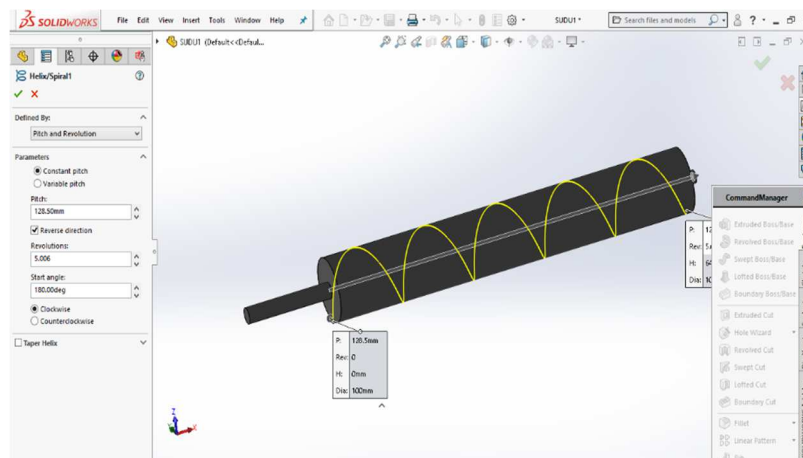 SOLIDWORKS File Edit View Insert Tools Window Help SUDU1 * Search files and models
SUDU1 (Default<<Defaul...
Helix/Spiral1
Defined By:
Pitch and Revolution
Parameters
Constant pitch
Variable pitch
Pitch:
128.50mm
Reverse direction
Revolutions:
5.006
Start angle:
180.00deg
Clockwise
Counterclockwise
Taper Helix
P: 128.5mm
Rev: 0
H: 0mm
Dia: 100mm
P: 12
Rev: 5.
H: 64
Dia: 10
Z
CommandManager
Extruded Boss/Base
Revolved Boss/Base
Swept Boss/Base
Lofted Boss/Base
Boundary Boss/Base
Extruded Cut
Hole Wizard
Revolved Cut
Swept Cut
Lofted Cut
Boundary Cut
Fillet
Linear Pattern